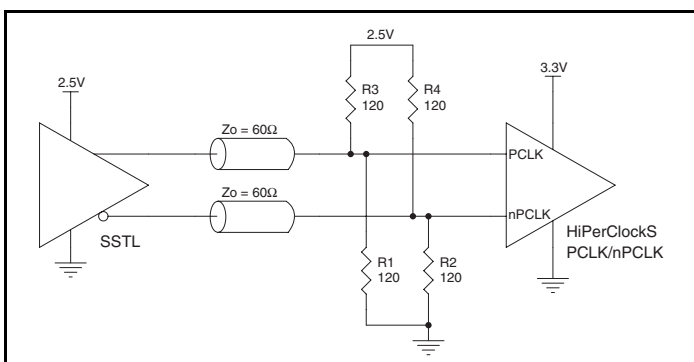 2.5V
2.5V
3.3V
R3
120
R4
120
Zo = 60Ω
PCLK
Zo = 60Ω
nPCLK
SSTL
HiPerClockS
PCLK/nPCLK
R1
120
R2
120